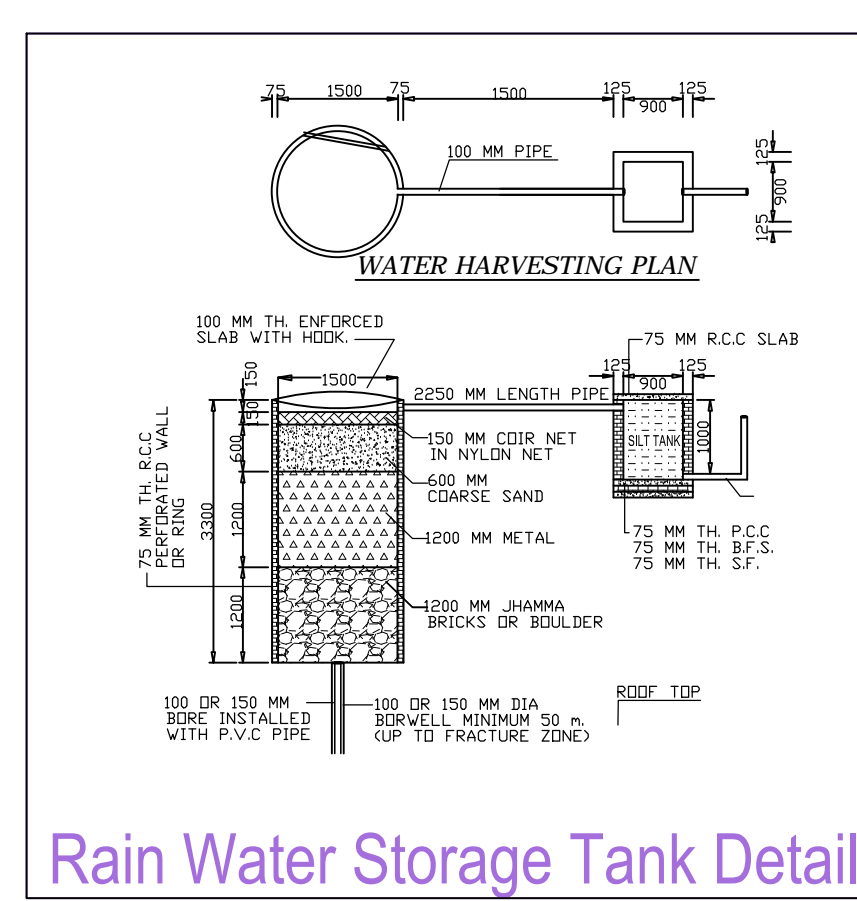 75 1500 75 1500 125 900 125
100 MM PIPE
125
900
125
WATER HARVESTING PLAN
100 MM TH. ENFORCED
SLAB WITH HOOK.
75 MM R.C.C SLAB
150
1500
125 900 125
2250 MM LENGTH PIPE
150
600
1200
1200
3300
75 MM TH. R.C.C
PERFORATED WALL
OR RING
150 MM COIR NET
IN NYLON NET
600 MM
COARSE SAND
1200 MM METAL
1200 MM JHAMMA
BRICKS OR BOULDER
SILT TANK
1000
75 MM TH. P.C.C
75 MM TH. B.F.S.
75 MM TH. S.F.
100 OR 150 MM
BORE INSTALLED
WITH P.V.C PIPE
100 OR 150 MM DIA
BORWELL MINIMUM 50 m.
(UP TO FRACTURE ZONE)
ROOF TOP
Rain Water Storage Tank Detail